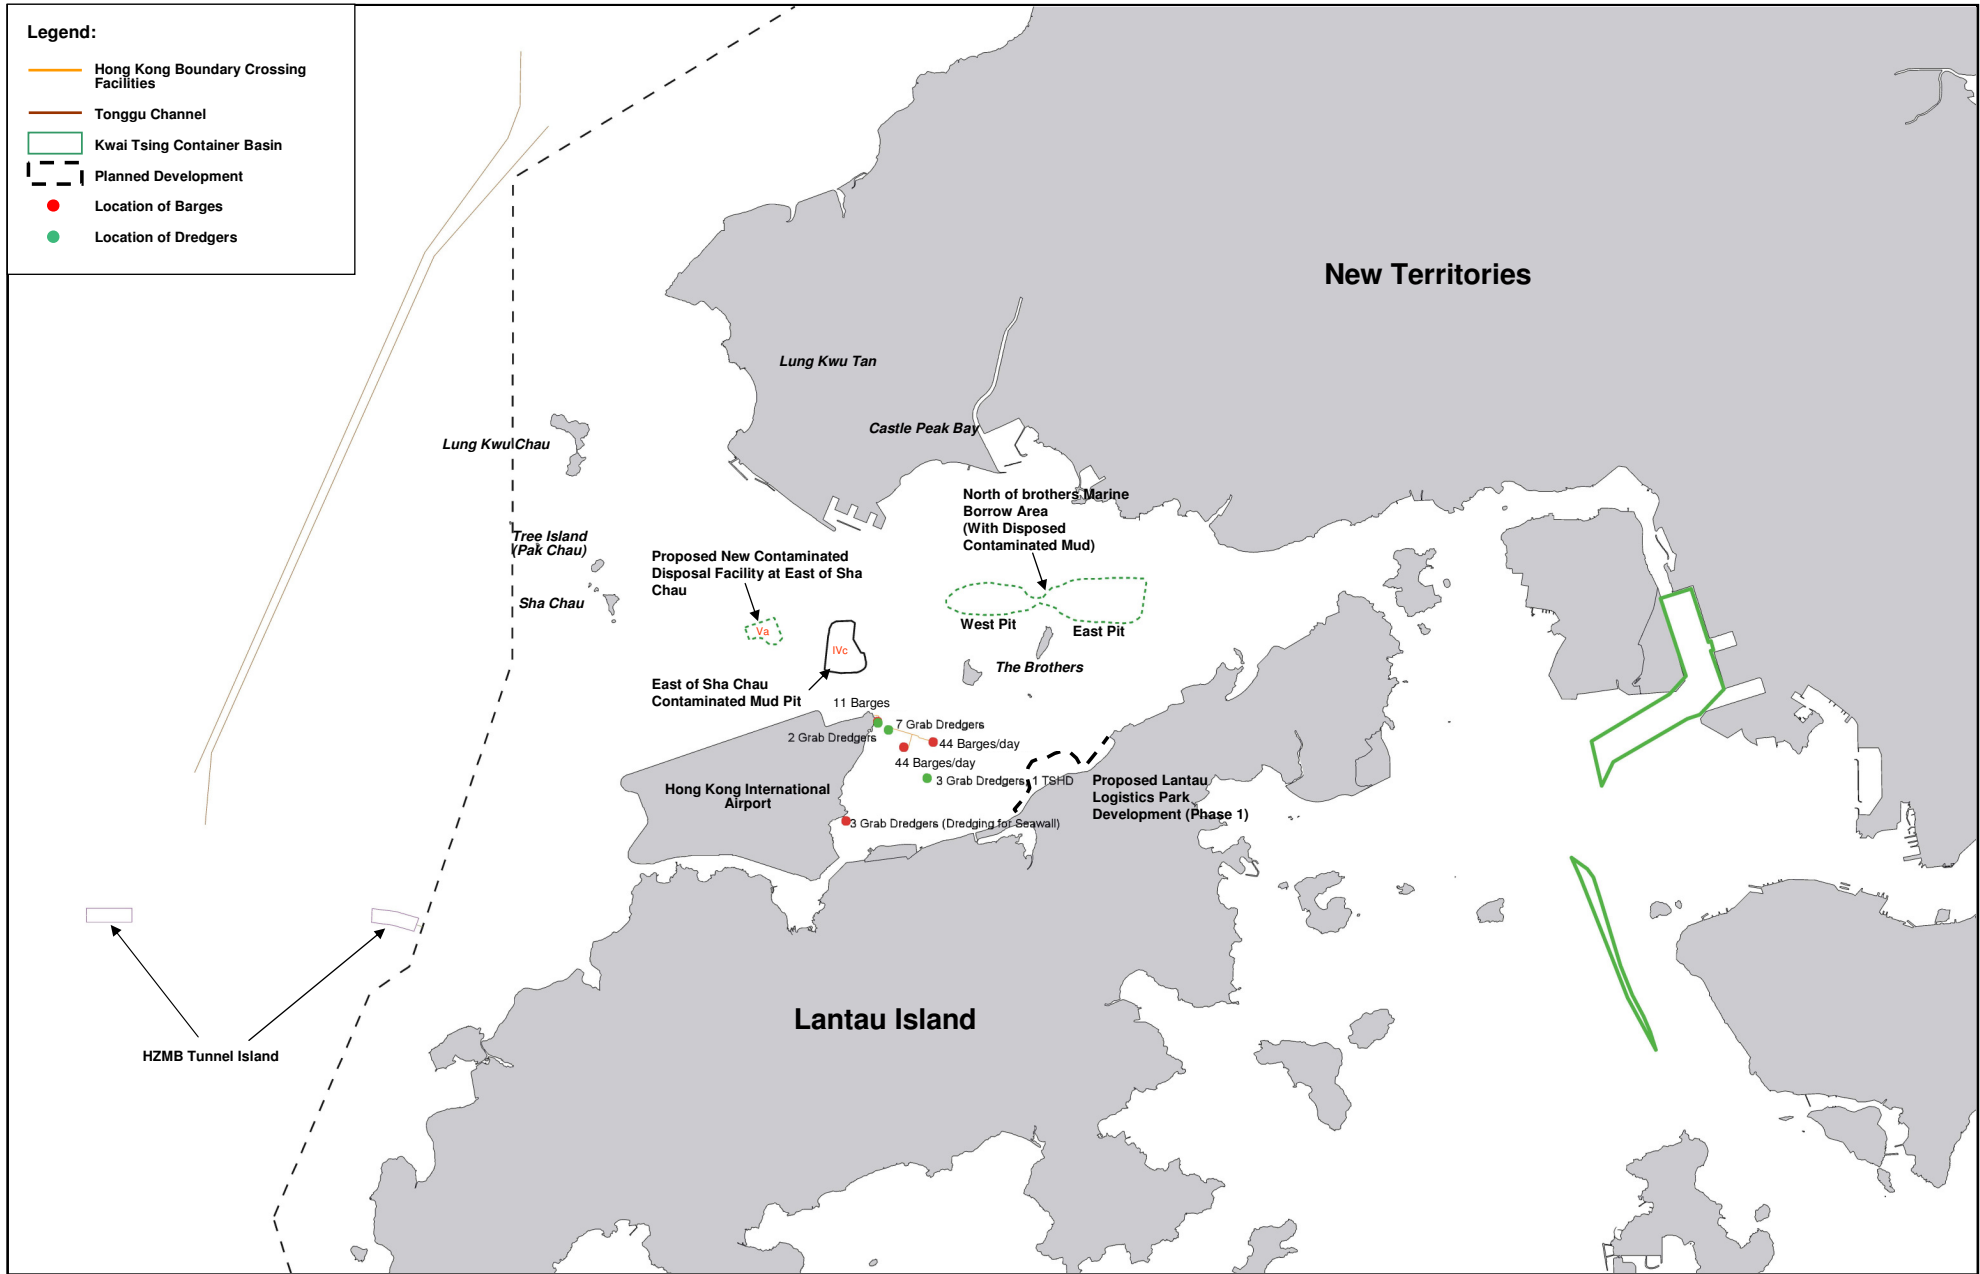 Legend:
Hong Kong Boundary Crossing
Facilities
Tonggu Channel
Kwai Tsing Container Basin
Planned Development
Location of Barges
Location of Dredgers
New Territories
Lung Kwu Tan
Castle Peak Bay
Lung Kwu Chau
North of brothers Marine
Borrow Area
(With Disposed
Contaminated Mud)
Tree Island
(Pak Chau)
Proposed New Contaminated
Disposal Facility at East of Sha
Chau
Sha Chau
West Pit
East Pit
Va
IVc
The Brothers
East of Sha Chau
Contaminated Mud Pit
11 Barges
7 Grab Dredgers
2 Grab Dredgers
44 Barges/day
44 Barges/day
3 Grab Dredgers, 1 TSHD
Hong Kong International
Airport
Proposed Lantau
Logistics Park
Development (Phase 1)
3 Grab Dredgers (Dredging for Seawall)
HZMB Tunnel Island
Lantau Island